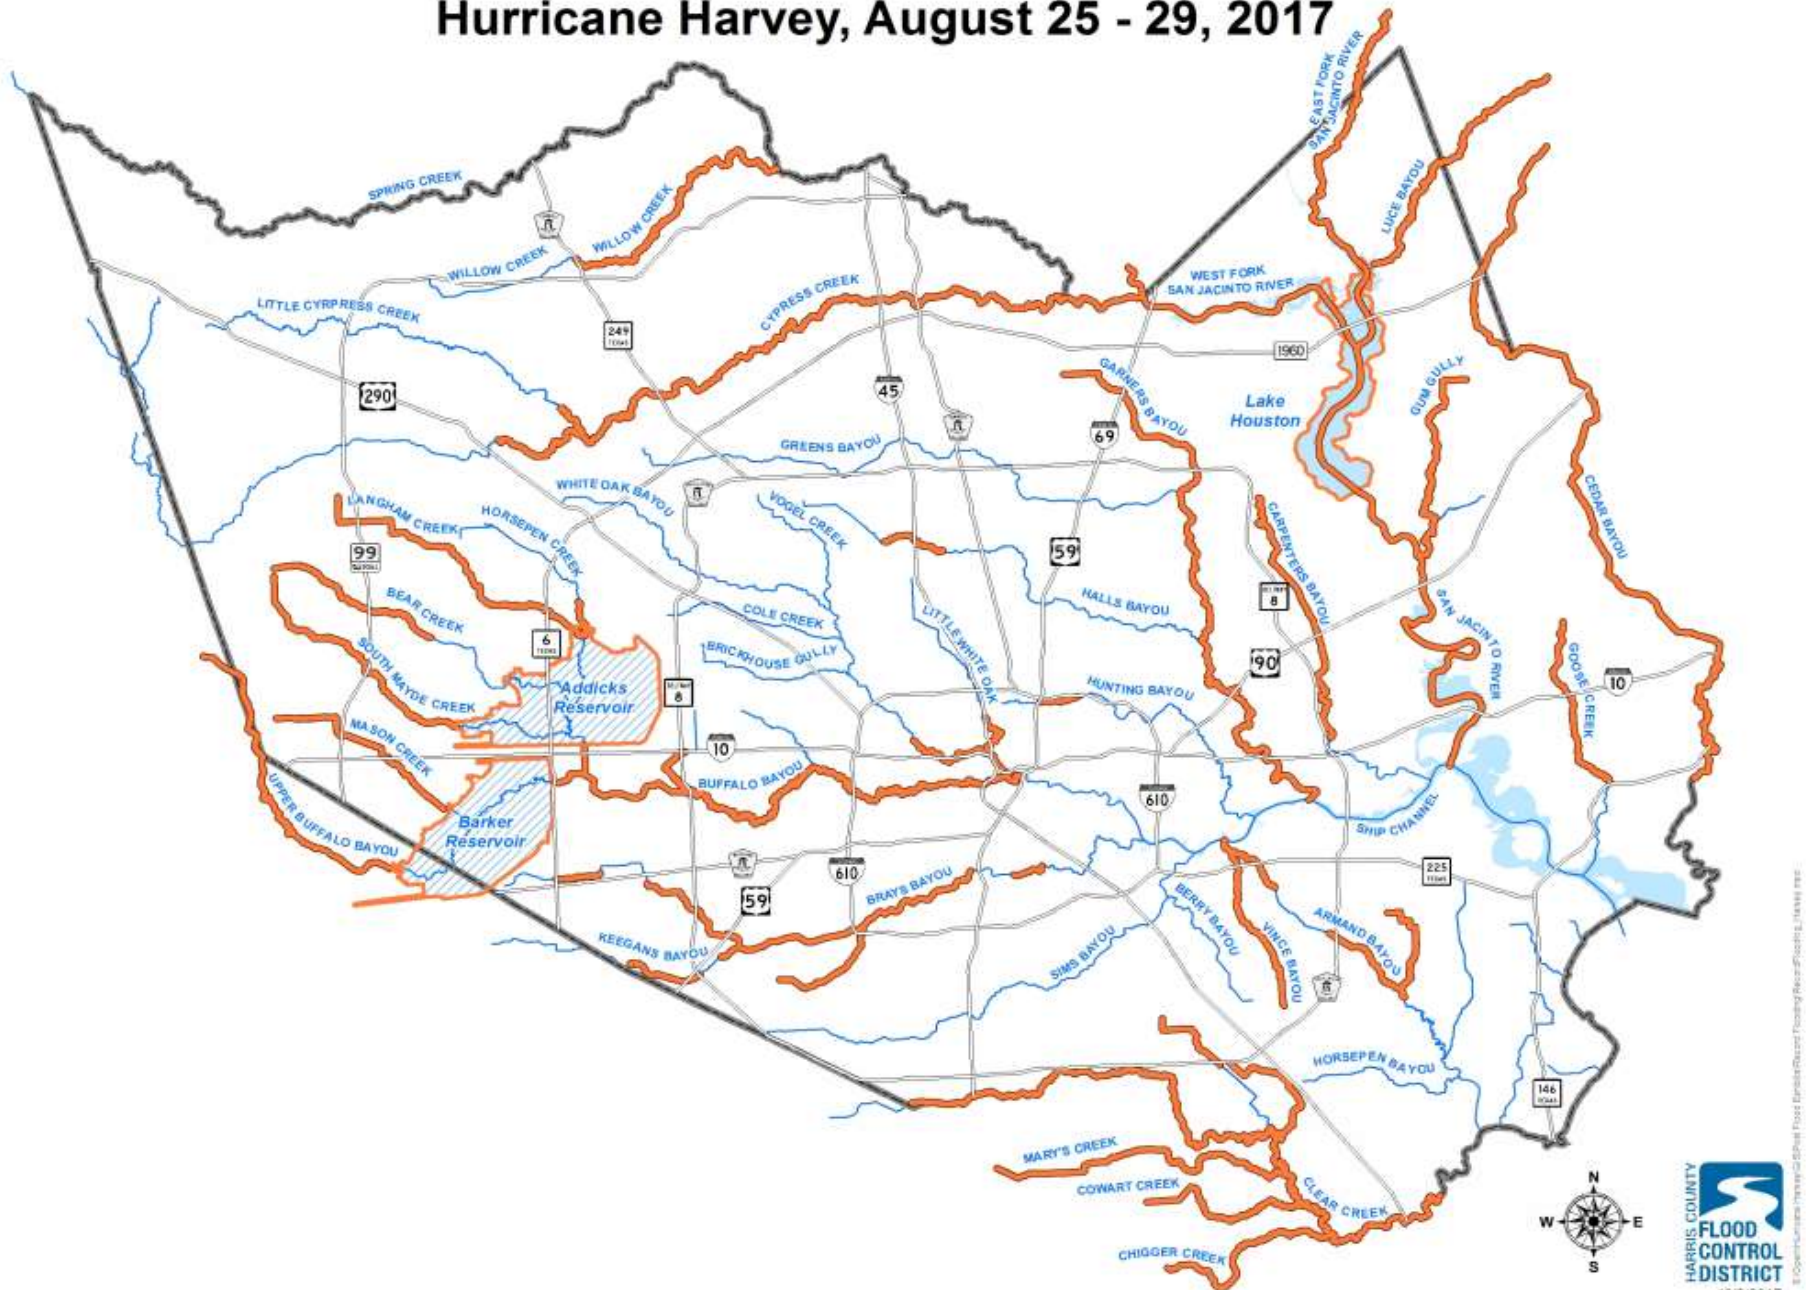 Hurricane Harvey, August 25 - 29, 2017
EAST FORK
SAN JACINTO RIVER
LUCE BAYOU
SPRING CREEK
WILLOW CREEK
WILLOW CREEK
WEST FORK
SAN JACINTO RIVER
LITTLE CYRPRESS CREEK
CYPRESS CREEK
249
TEXAS
1960
290
45
GARNERS BAYOU
Lake
Houston
GUM GULLY
69
GREENS BAYOU
WHITE OAK BAYOU
VOGEL CREEK
LANGHAM CREEK
HORSEPEN CREEK
CARPENTERS BAYOU
CEDAR BAYOU
99
59
BEAR CREEK
COLE CREEK
HALLS BAYOU
8
LITTLE WHITE OAK
SAN JACINTO RIVER
6
TEXAS
BRICKHOUSE GULLY
SOUTH MAYDE CREEK
Addicks
Reservoir
8
HUNTING BAYOU
90
GOOSE CREEK
10
MASON CREEK
10
BUFFALO BAYOU
UPPER BUFFALO BAYOU
Barker
Reservoir
610
SHIP CHANNEL
610
225
TEXAS
59
BRAYS BAYOU
BERRY BAYOU
VINCE BAYOU
ARMAND BAYOU
KEEGANS BAYOU
SIMS BAYOU
HORSEPEN BAYOU
146
TEXAS
MARY'S CREEK
COWART CREEK
CLEAR CREEK
CHIGGER CREEK
N
W
E
S
HARRIS COUNTY
FLOOD
CONTROL
DISTRICT